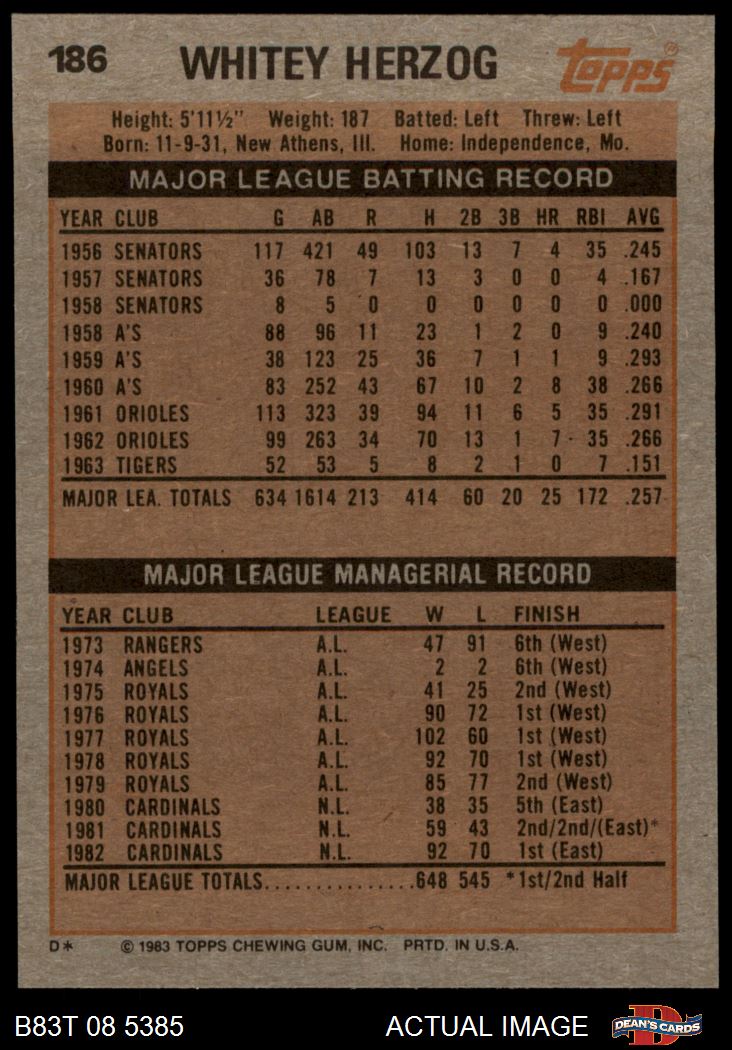 186 WHITEY HERZOG topps®
Height: 5'11½" Weight: 187 Batted: Left Threw: Left
Born: 11-9-31, New Athens, Ill. Home: Independence, Mo.
MAJOR LEAGUE BATTING RECORD
YEAR CLUB G AB R H 2B 3B HR RBI AVG
1956 SENATORS 117 421 49 103 13 7 4 35 .245
1957 SENATORS 36 78 7 13 3 0 0 4 .167
1958 SENATORS 8 5 0 0 0 0 0 0 .000
1958 A'S 88 96 11 23 1 2 0 9 .240
1959 A'S 38 123 25 36 7 1 1 9 .293
1960 A'S 83 252 43 67 10 2 8 38 .266
1961 ORIOLES 113 323 39 94 11 6 5 35 .291
1962 ORIOLES 99 263 34 70 13 1 7 35 .266
1963 TIGERS 52 53 5 8 2 1 0 7 .151
MAJOR LEA. TOTALS 634 1614 213 414 60 20 25 172 .257
MAJOR LEAGUE MANAGERIAL RECORD
YEAR CLUB LEAGUE W L FINISH
1973 RANGERS A.L. 47 91 6th (West)
1974 ANGELS A.L. 2 2 6th (West)
1975 ROYALS A.L. 41 25 2nd (West)
1976 ROYALS A.L. 90 72 1st (West)
1977 ROYALS A.L. 102 60 1st (West)
1978 ROYALS A.L. 92 70 1st (West)
1979 ROYALS A.L. 85 77 2nd (West)
1980 CARDINALS N.L. 38 35 5th (East)
1981 CARDINALS N.L. 59 43 2nd/2nd/(East)*
1982 CARDINALS N.L. 92 70 1st (East)
MAJOR LEAGUE TOTALS...............648 545 *1st/2nd Half
D* © 1983 TOPPS CHEWING GUM, INC. PRTD. IN U.S.A.
B83T 08 5385 ACTUAL IMAGE D DEAN'S CARDS